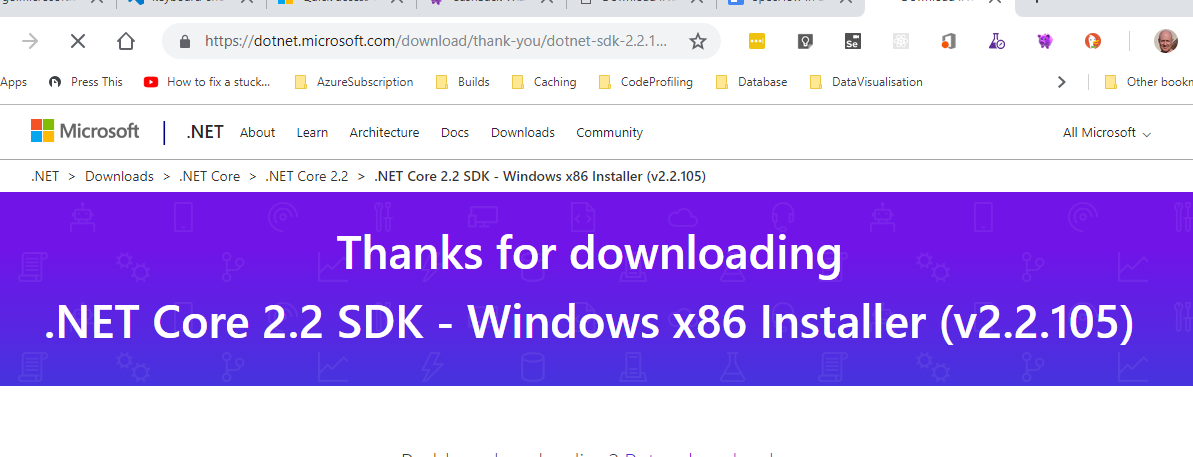 https://dotnet.microsoft.com/download/thank-you/dotnet-sdk-2.2.1...
Se
Apps Press This How to fix a stuck... AzureSubscription Builds Caching CodeProfiling Database DataVisualisation Other bookm
Microsoft .NET About Learn Architecture Docs Downloads Community All Microsoft
.NET > Downloads > .NET Core > .NET Core 2.2 > .NET Core 2.2 SDK - Windows x86 Installer (v2.2.105)
Thanks for downloading
.NET Core 2.2 SDK - Windows x86 Installer (v2.2.105)